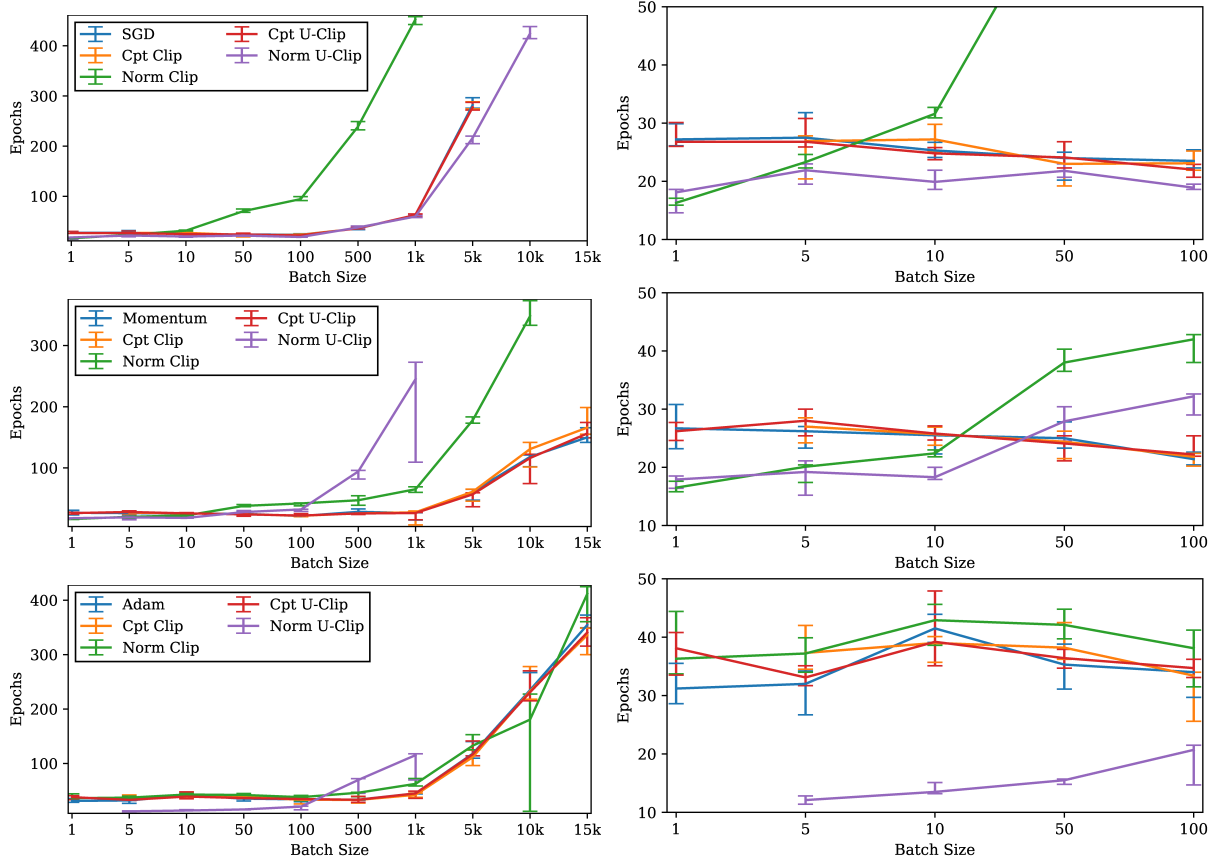 SGD
Cpt Clip
Norm Clip
Cpt U-Clip
Norm U-Clip
Epochs
400
300
200
100
1 5 10 50 100 500 1k 5k 10k 15k
Batch Size
Epochs
50
40
30
20
10
1 5 10 50 100
Batch Size
Momentum
Cpt Clip
Norm Clip
Cpt U-Clip
Norm U-Clip
Epochs
300
200
100
1 5 10 50 100 500 1k 5k 10k 15k
Batch Size
Epochs
50
40
30
20
10
1 5 10 50 100
Batch Size
Adam
Cpt Clip
Norm Clip
Cpt U-Clip
Norm U-Clip
Epochs
400
300
200
100
1 5 10 50 100 500 1k 5k 10k 15k
Batch Size
Epochs
50
40
30
20
10
1 5 10 50 100
Batch Size